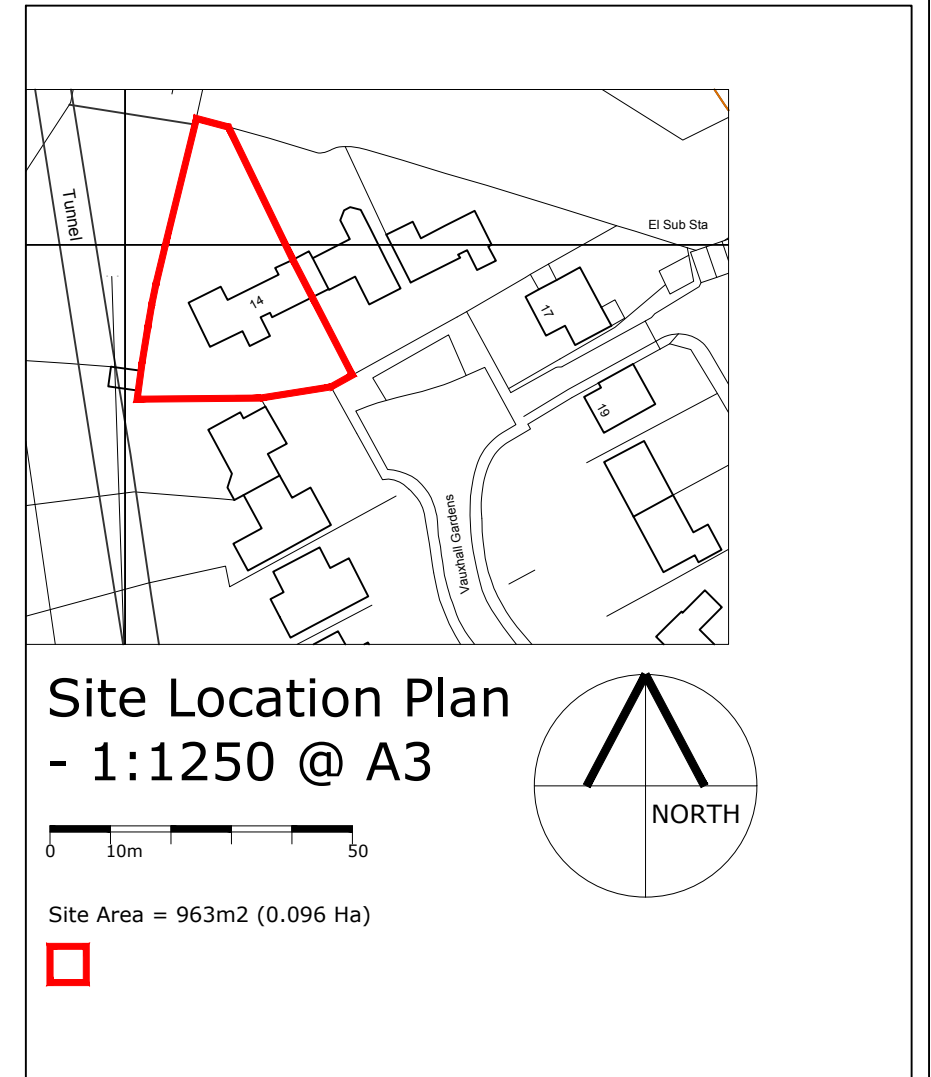 Tunnel
El Sub Sta
14
17
19
Vauxhall Gardens
Site Location Plan
- 1:1250 @ A3
NORTH
0 10m 50
Site Area = 963m2 (0.096 Ha)